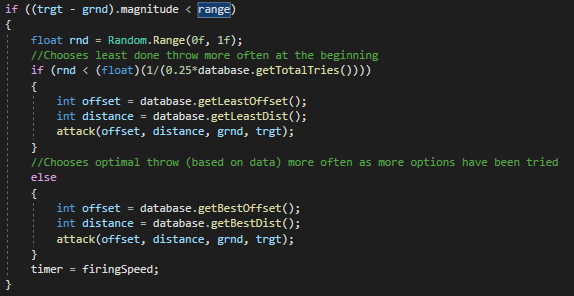 if ((trgt - grnd).magnitude < range)
{
float rnd = Random.Range(0f, 1f);
//Chooses least done throw more often at the beginning
if (rnd < (float)(1/(0.25*database.getTotalTries())))
{
int offset = database.getLeastOffset();
int distance = database.getLeastDist();
attack(offset, distance, grnd, trgt);
}
//Chooses optimal throw (based on data) more often as more options have been tried
else
{
int offset = database.getBestOffset();
int distance = database.getBestDist();
attack(offset, distance, grnd, trgt);
}
timer = firingSpeed;
}